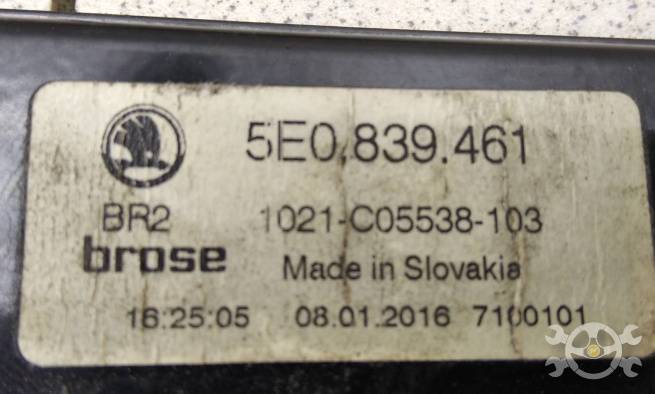 5E0.839.461
BR2 1021-C05538-103
brose Made in Slovakia
16:25:05 08.01.2016 7100101